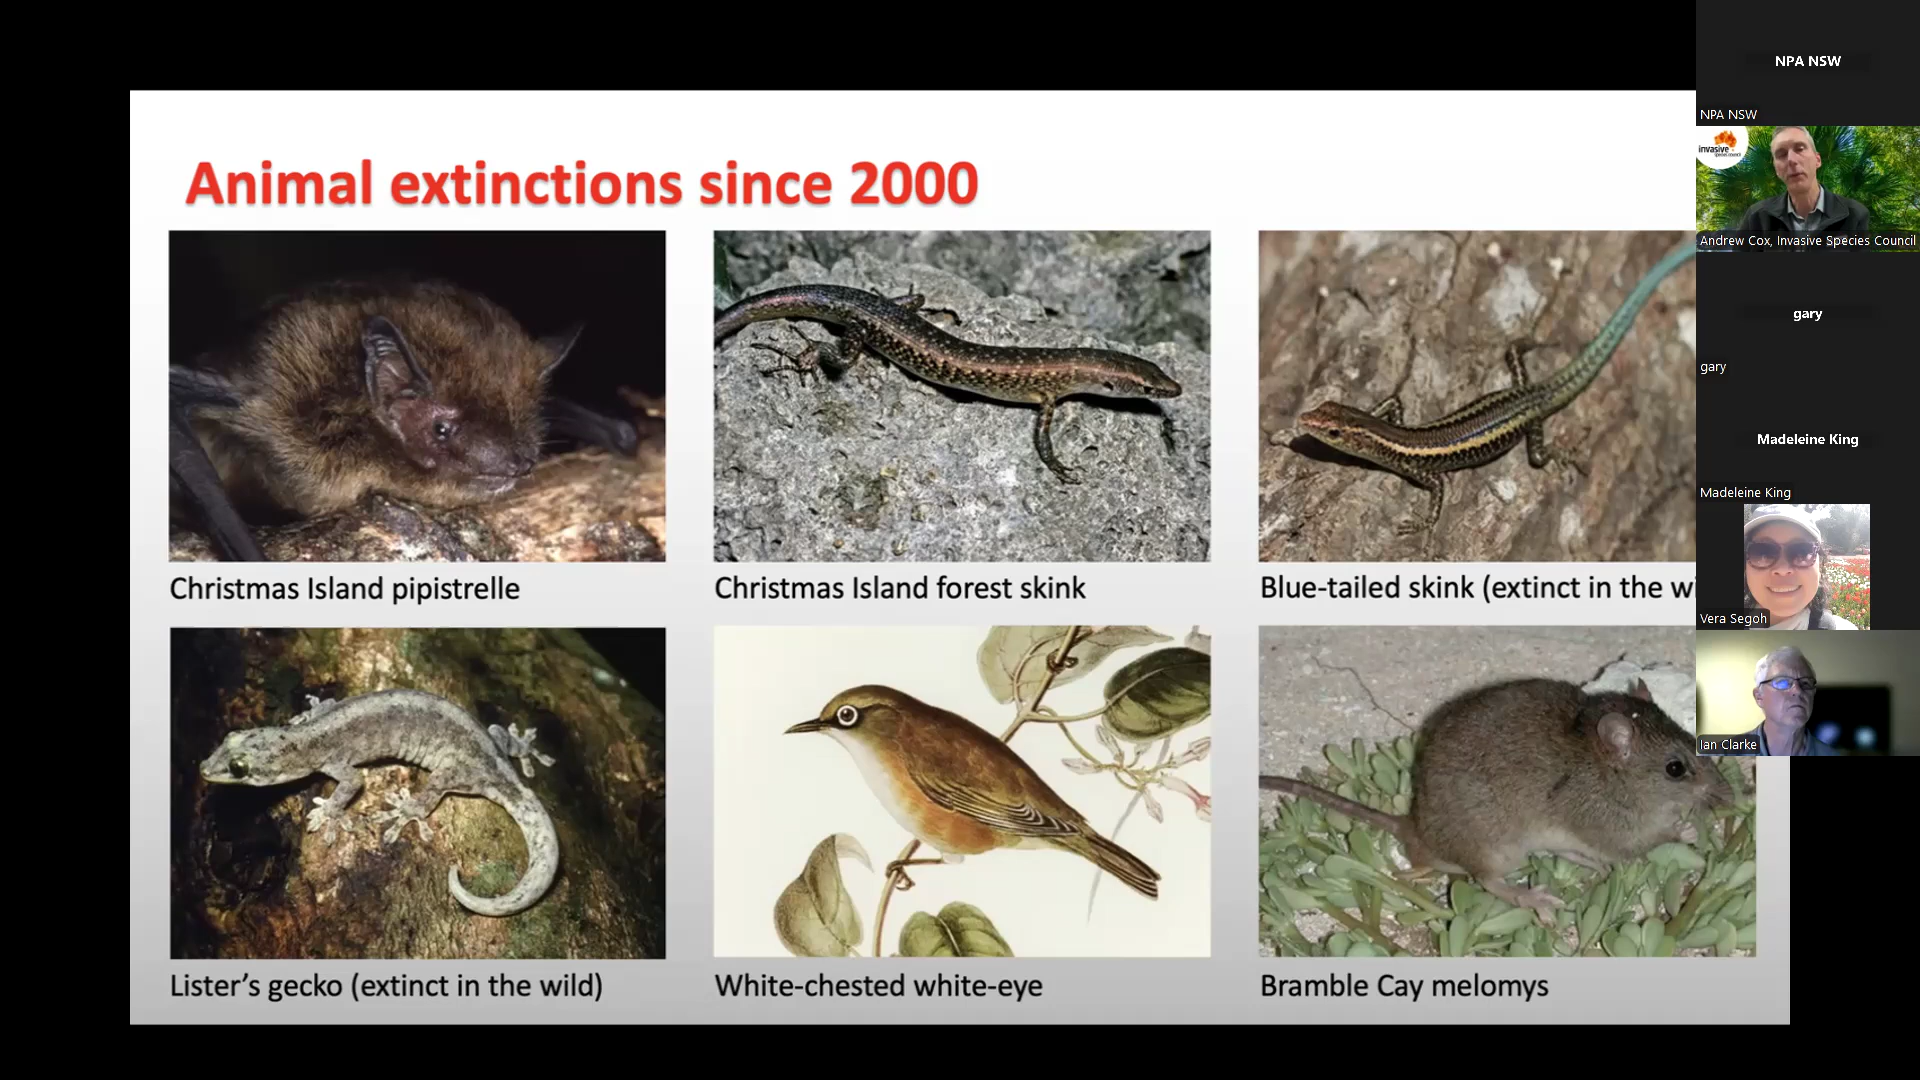 Animal extinctions since 2000
Christmas Island pipistrelle
Christmas Island forest skink
Blue-tailed skink (extinct in the wi
Lister's gecko (extinct in the wild)
White-chested white-eye
Bramble Cay melomys
NPA NSW
NPA NSW
invasive
Andrew Cox, Invasive Species Council
gary
gary
Madeleine King
Madeleine King
Vera Segoh
Ian Clarke